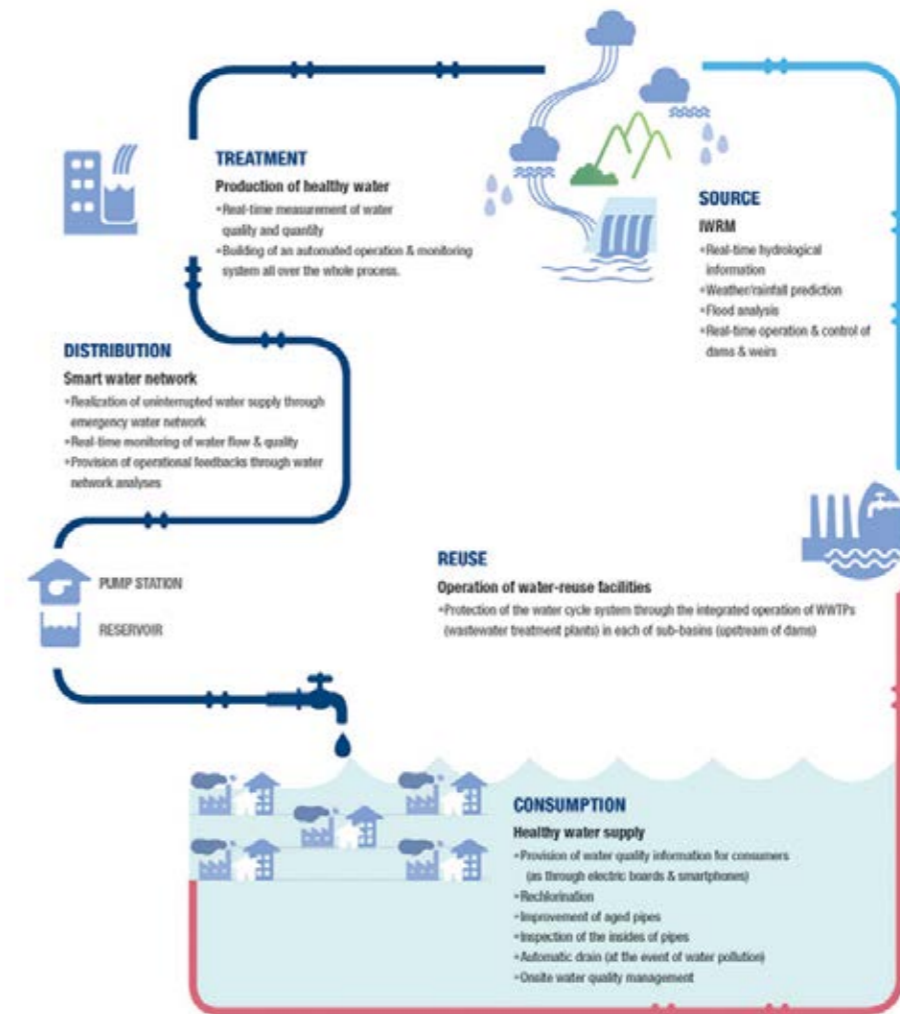 TREATMENT
Production of healthy water
•Real-time measurement of water
quality and quantity
•Building of an automated operation & monitoring
system all over the whole process.
SOURCE
IWRM
•Real-time hydrological
information
•Weather/rainfall prediction
•Flood analysis
•Real-time operation & control of
dams & weirs
DISTRIBUTION
Smart water network
•Realization of uninterrupted water supply through
emergency water network
•Real-time monitoring of water flow & quality
•Provision of operational feedbacks through water
network analyses
PUMP STATION
RESERVOIR
REUSE
Operation of water-reuse facilities
•Protection of the water cycle system through the integrated operation of WWTPs
(wastewater treatment plants) in each of sub-basins (upstream of dams)
CONSUMPTION
Healthy water supply
•Provision of water quality information for consumers
(as through electric boards & smartphones)
•Rechlorination
•Improvement of aged pipes
•Inspection of the insides of pipes
•Automatic drain (at the event of water pollution)
•Onsite water quality management